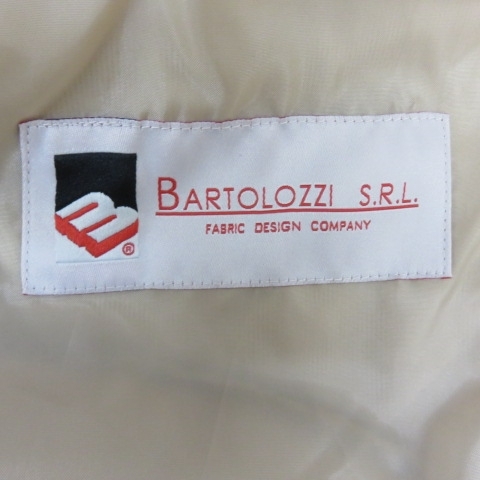 BARTOLOZZI S.R.L.
FABRIC DESIGN COMPANY
B
®